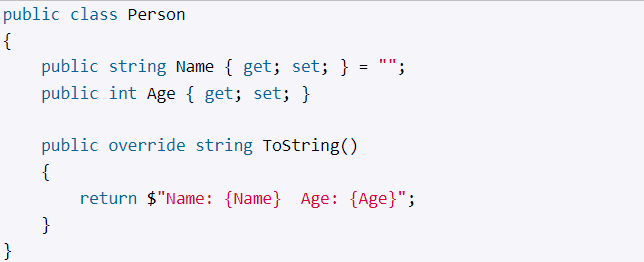 public class Person
{
    public string Name { get; set; } = "";
    public int Age { get; set; }

    public override string ToString()
    {
        return $"Name: {Name}  Age: {Age}";
    }
}